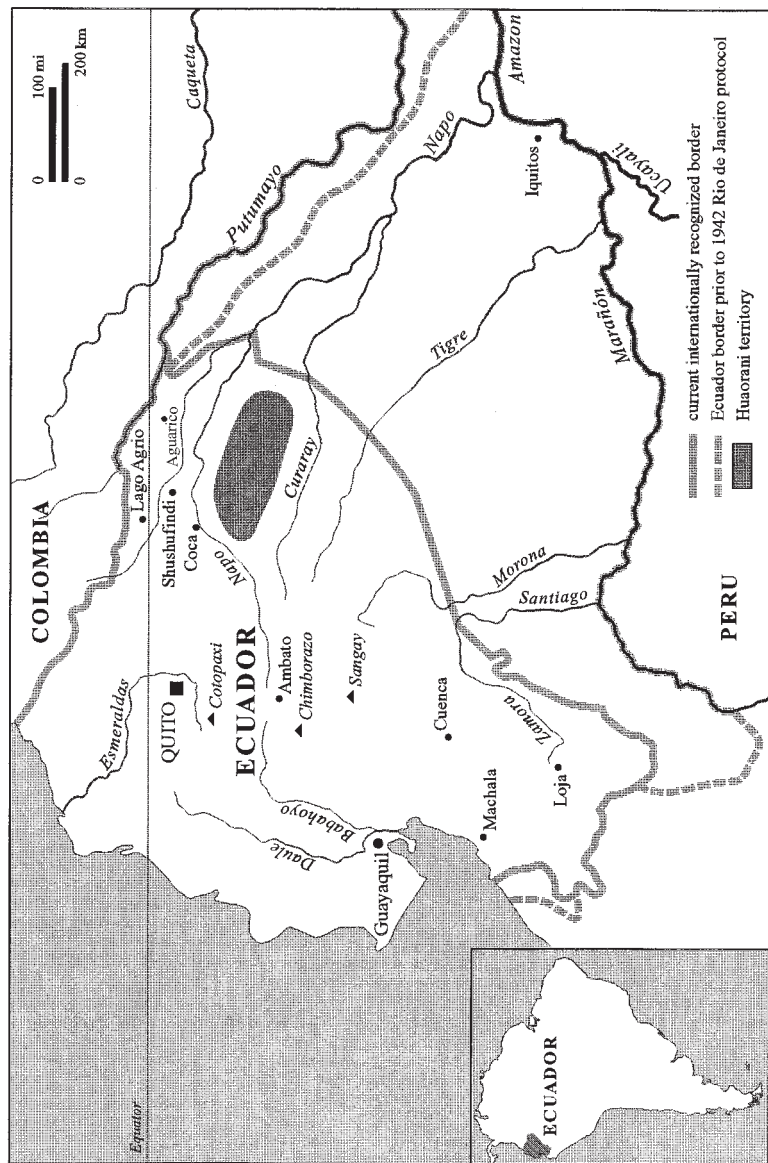 0 100 mi
0 200 km
Caqueta
COLOMBIA
Putumayo
Esmeraldas
Lago Agrio
Equator
QUITO
Shushufindi
Aguarico
Cotopaxi
Coca
Napo
Napo
ECUADOR
Ambato
Chimborazo
Curaray
Amazon
Daule
Babahoyo
Sangay
Tigre
Iquitos
Guayaquil
Cuenca
Morona
Santiago
Ucayali
Marañón
Machala
Zamora
Loja
PERU
current internationally recognized border
Ecuador border prior to 1942 Rio de Janeiro protocol
Huaorani territory
ECUADOR